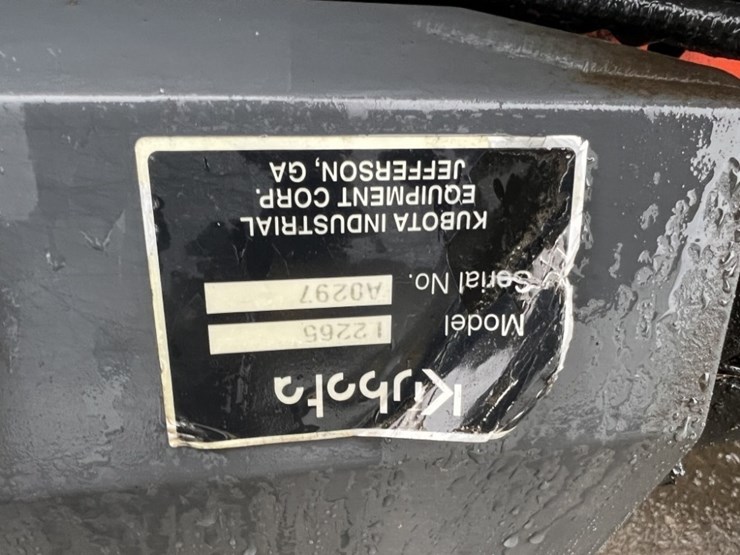 Kubota
Model L2265
Serial No. A0297
KUBOTA INDUSTRIAL
EQUIPMENT CORP.
JEFFERSON, GA